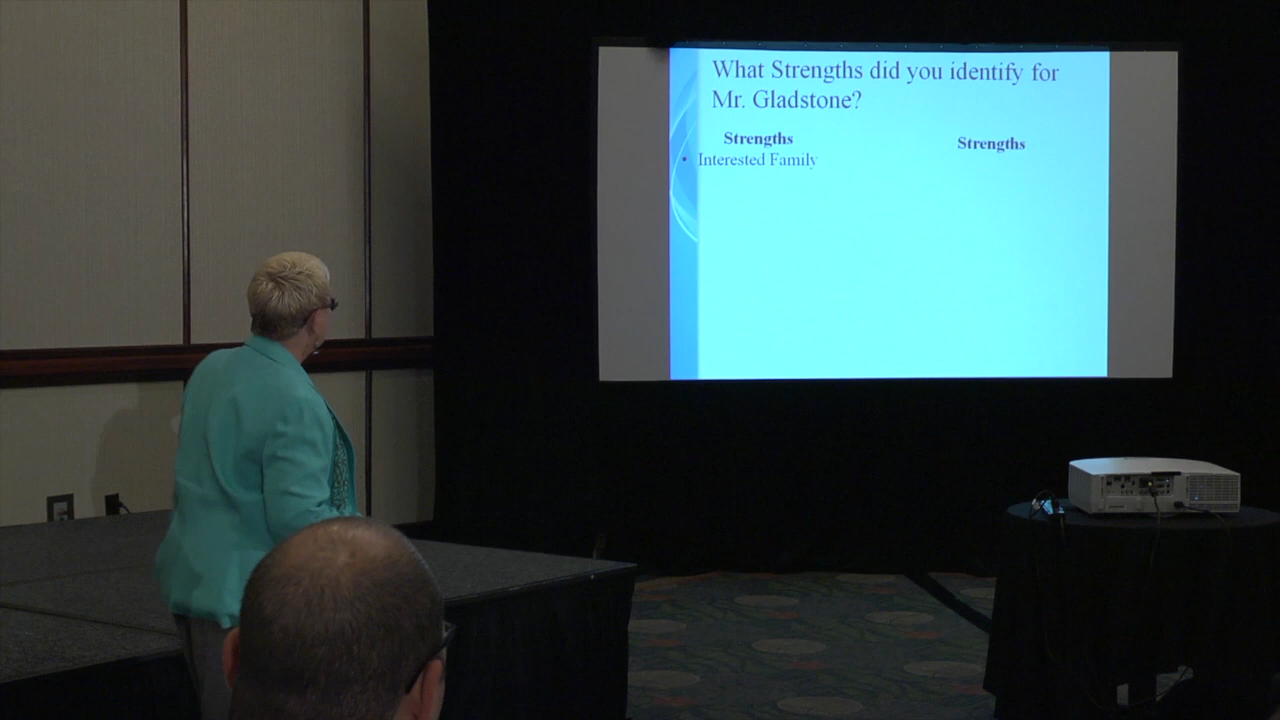 What Strengths did you identify for
Mr. Gladstone?
Strengths
• Interested Family
Strengths